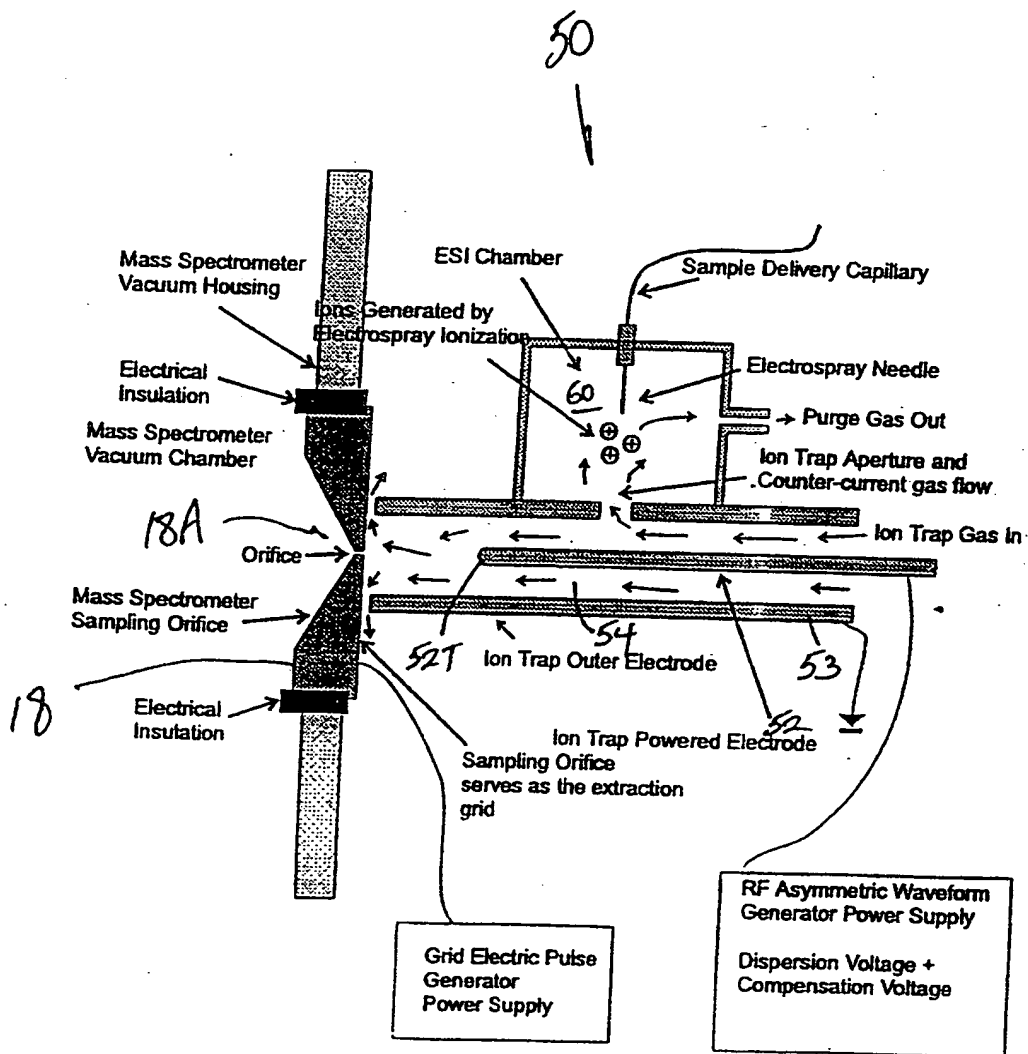 50
Mass Spectrometer
Vacuum Housing
ESI Chamber
Sample Delivery Capillary
Ions Generated by
Electrospray Ionization
Electrical
Insulation
60
Electrospray Needle
Purge Gas Out
Mass Spectrometer
Vacuum Chamber
Ion Trap Aperture and
Counter-current gas flow
18A
Orifice
Ion Trap Gas In
Mass Spectrometer
Sampling Orifice
52T
54
Ion Trap Outer Electrode
53
18
Electrical
Insulation
52
Ion Trap Powered Electrode
Sampling Orifice
serves as the extraction
grid
Grid Electric Pulse
Generator
Power Supply
RF Asymmetric Waveform
Generator Power Supply
Dispersion Voltage +
Compensation Voltage